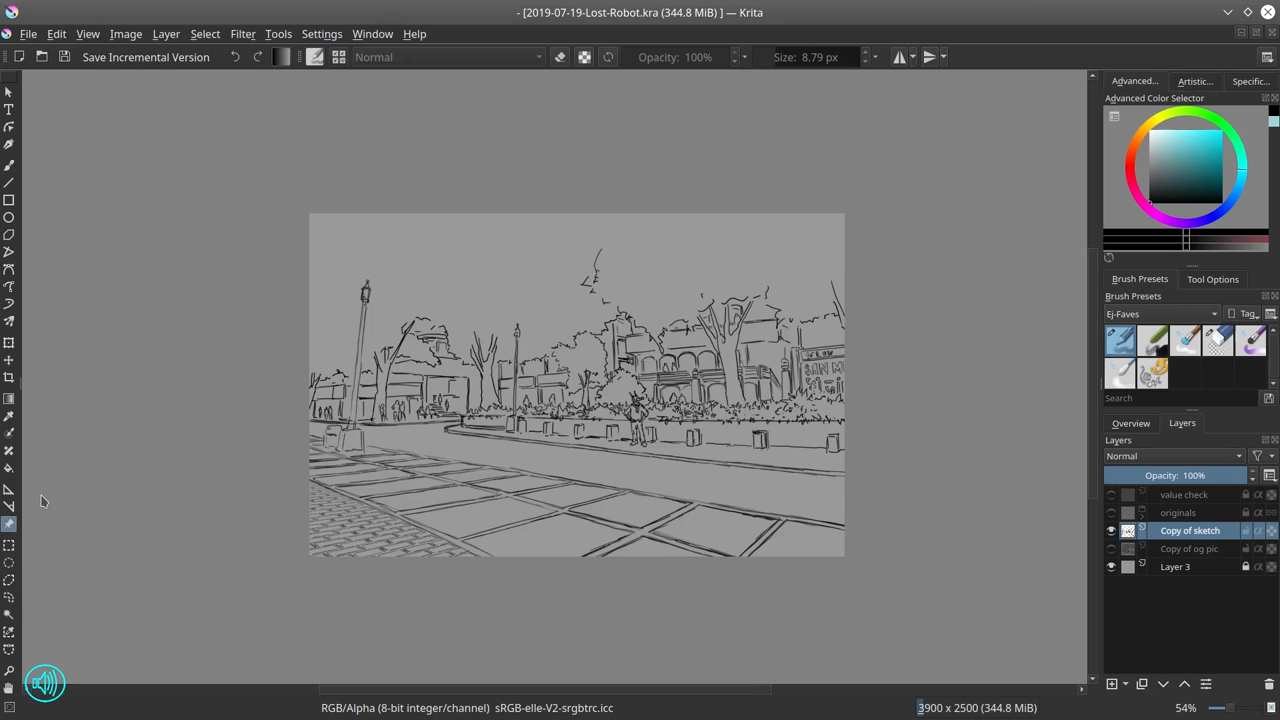 - [2019-07-19-Lost-Robot.kra (344.8 MiB) ] — Krita
File Edit View Image Layer Select Filter Tools Settings Window Help
Save Incremental Version Normal Opacity: 100% Size: 8.79 px
Advanced... Artistic... Specific...
Advanced Color Selector
Brush Presets Tool Options
Brush Presets
Ej-Faves Tag
Search
Overview Layers
Layers
Normal
Opacity: 100%
value check
originals
Copy of sketch
Copy of og pic
Layer 3
SAN
RGB/Alpha (8-bit integer/channel) sRGB-elle-V2-srgbtrc.icc 3900 x 2500 (344.8 MiB) 54%